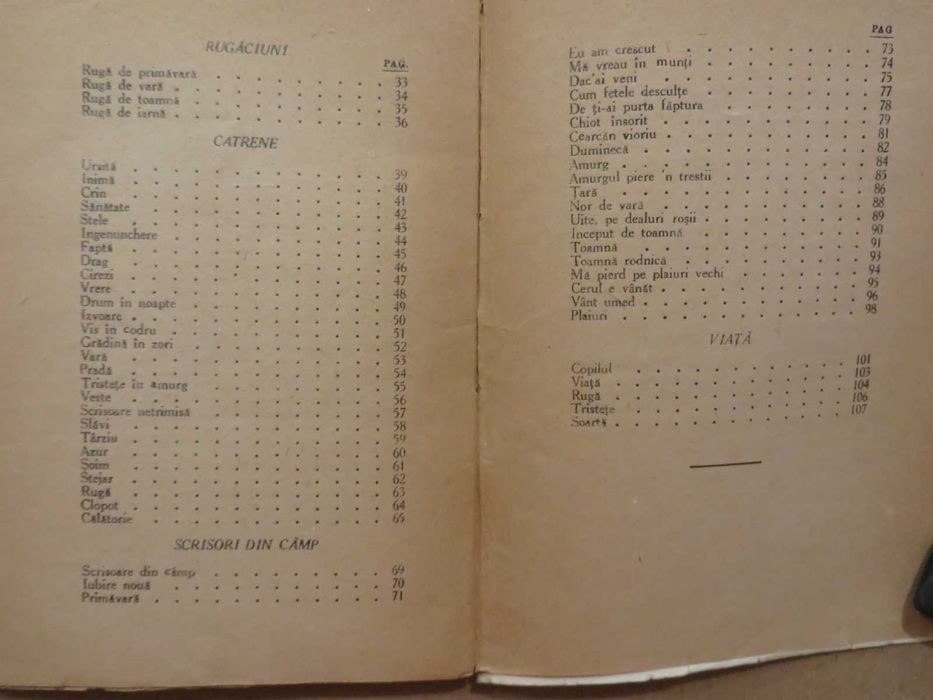 RUGĂCIUNI
PAG.
Rugă de primăvară . . . . . . . . . 33
Rugă de vară . . . . . . . . . . . 34
Rugă de toamnă . . . . . . . . . . 35
Rugă de iarnă . . . . . . . . . . . 36
CATRENE
Urată . . . . . . . . . . . . 39
Inimă . . . . . . . . . . . . 40
Crin . . . . . . . . . . . . 41
Sănătate . . . . . . . . . . . 42
Stele . . . . . . . . . . . . 43
Ingenunchere . . . . . . . . . . 44
Faptă . . . . . . . . . . . . 45
Drag . . . . . . . . . . . . 46
Cirezi . . . . . . . . . . . . 47
Vrere . . . . . . . . . . . . 48
Drum în noapte . . . . . . . . . 49
Izvoare . . . . . . . . . . . . 50
Vis în codru . . . . . . . . . . 51
Grădină în zori . . . . . . . . . 52
Vară . . . . . . . . . . . . 53
Pradă . . . . . . . . . . . . 54
Tristețe în amurg . . . . . . . . . 55
Veste . . . . . . . . . . . . 56
Scrisoare netrimisă . . . . . . . . 57
Slăvi . . . . . . . . . . . . 58
Târziu . . . . . . . . . . . . 59
Azur . . . . . . . . . . . . 60
Șoim . . . . . . . . . . . . 61
Stejar . . . . . . . . . . . . 62
Rugă . . . . . . . . . . . . 63
Clopot . . . . . . . . . . . . 64
Călătorie . . . . . . . . . . . 65
SCRISORI DIN CÂMP
Scrisoare din câmp . . . . . . . . 69
Iubire nouă . . . . . . . . . . 70
Primăvară . . . . . . . . . . . 71
PAG
Eu am crescut . . . . . . . . . 73
Mă vreau în munți . . . . . . . . 74
Dac'ai veni . . . . . . . . . . 75
Cum fetele desculțe . . . . . . . . 77
De ți-ai purta făptura . . . . . . . 78
Chiot însorit . . . . . . . . . . 79
Cearcăn vioriu . . . . . . . . . . 81
Duminecă . . . . . . . . . . . 82
Amurg . . . . . . . . . . . . 84
Amurgul piere 'n trestii . . . . . . . 85
Țară . . . . . . . . . . . . 86
Nor de vară . . . . . . . . . . 88
Uite, pe dealuri roșii . . . . . . . . 89
Inceput de toamnă . . . . . . . . 90
Toamnă . . . . . . . . . . . 91
Toamnă rodnică . . . . . . . . . 93
Mă pierd pe plaiuri vechi . . . . . . 94
Cerul e vânăt . . . . . . . . . . 95
Vânt umed . . . . . . . . . . . 96
Plaiuri . . . . . . . . . . . . 98
VIAȚĂ
Copilul . . . . . . . . . . . 101
Viață . . . . . . . . . . . . 103
Rugă . . . . . . . . . . . . 104
Tristețe . . . . . . . . . . . 106
Soartă . . . . . . . . . . . . 107